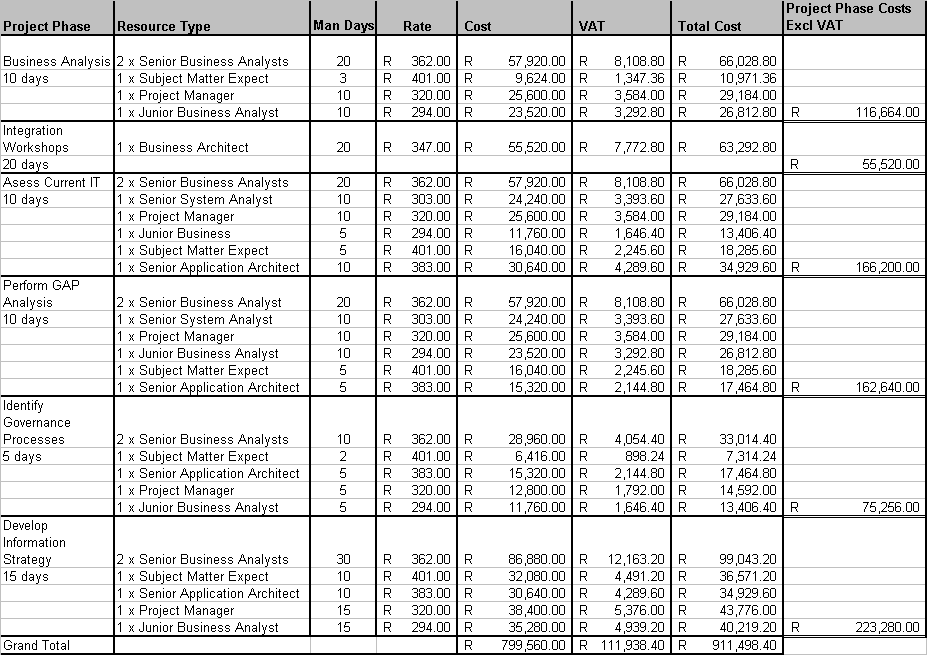 Project Phase Costs
Project Phase Resource Type Man Days Rate Cost VAT Total Cost Excl VAT
Business Analysis 2 x Senior Business Analysts 20 R 362.00 R 57,920.00 R 8,108.80 R 66,028.80
10 days 1 x Subject Matter Expect 3 R 401.00 R 9,624.00 R 1,347.36 R 10,971.36
1 x Project Manager 10 R 320.00 R 25,600.00 R 3,584.00 R 29,184.00
1 x Junior Business Analyst 10 R 294.00 R 23,520.00 R 3,292.80 R 26,812.80 R 116,664.00
Integration
Workshops 1 x Business Architect 20 R 347.00 R 55,520.00 R 7,772.80 R 63,292.80
20 days R 55,520.00
Asess Current IT 2 x Senior Business Analysts 20 R 362.00 R 57,920.00 R 8,108.80 R 66,028.80
10 days 1 x Senior System Analyst 10 R 303.00 R 24,240.00 R 3,393.60 R 27,633.60
1 x Project Manager 10 R 320.00 R 25,600.00 R 3,584.00 R 29,184.00
1 x Junior Business 5 R 294.00 R 11,760.00 R 1,646.40 R 13,406.40
1 x Subject Matter Expect 5 R 401.00 R 16,040.00 R 2,245.60 R 18,285.60
1 x Senior Application Architect 10 R 383.00 R 30,640.00 R 4,289.60 R 34,929.60 R 166,200.00
Perform GAP
Analysis 2 x Senior Business Analyst 20 R 362.00 R 57,920.00 R 8,108.80 R 66,028.80
10 days 1 x Senior System Analyst 10 R 303.00 R 24,240.00 R 3,393.60 R 27,633.60
1 x Project Manager 10 R 320.00 R 25,600.00 R 3,584.00 R 29,184.00
1 x Junior Business Analyst 10 R 294.00 R 23,520.00 R 3,292.80 R 26,812.80
1 x Subject Matter Expect 5 R 401.00 R 16,040.00 R 2,245.60 R 18,285.60
1 x Senior Application Architect 5 R 383.00 R 15,320.00 R 2,144.80 R 17,464.80 R 162,640.00
Identify
Governance
Processes 2 x Senior Business Analysts 10 R 362.00 R 28,960.00 R 4,054.40 R 33,014.40
5 days 1 x Subject Matter Expect 2 R 401.00 R 6,416.00 R 898.24 R 7,314.24
1 x Senior Application Architect 5 R 383.00 R 15,320.00 R 2,144.80 R 17,464.80
1 x Project Manager 5 R 320.00 R 12,800.00 R 1,792.00 R 14,592.00
1 x Junior Business Analyst 5 R 294.00 R 11,760.00 R 1,646.40 R 13,406.40 R 75,256.00
Develop
Information
Strategy 2 x Senior Business Analysts 30 R 362.00 R 86,880.00 R 12,163.20 R 99,043.20
15 days 1 x Subject Matter Expect 10 R 401.00 R 32,080.00 R 4,491.20 R 36,571.20
1 x Senior Application Architect 10 R 383.00 R 30,640.00 R 4,289.60 R 34,929.60
1 x Project Manager 15 R 320.00 R 38,400.00 R 5,376.00 R 43,776.00
1 x Junior Business Analyst 15 R 294.00 R 35,280.00 R 4,939.20 R 40,219.20 R 223,280.00
Grand Total R 799,560.00 R 111,938.40 R 911,498.40